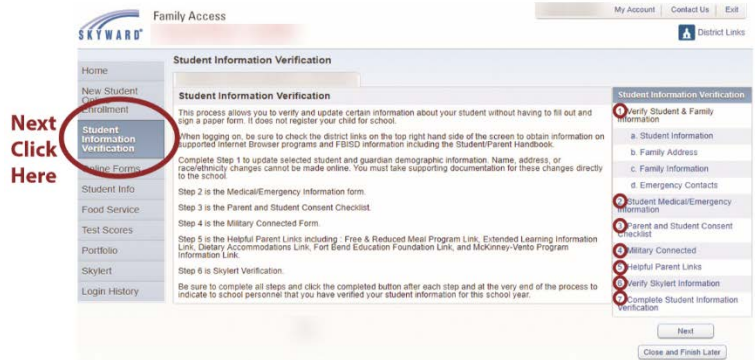 My Account | Contact Us | Exit
Family Access
SKYWARD®
District Links
Student Information Verification
Home
New Student
Online
Enrollment
Student
Information
Verification
Online Forms
Student Info
Food Service
Test Scores
Portfolio
Skylert
Login History
Next
Click
Here
Student Information Verification
This process allows you to verify and update certain information about your student without having to fill out and
sign a paper form. It does not register your child for school.
When logging on, be sure to check the district links on the top right hand side of the screen to obtain information on
supported Internet Browser programs and FBISD information including the Student/Parent Handbook.
Complete Step 1 to update selected student and guardian demographic information. Name, address, or
race/ethnicity changes cannot be made online. You must take supporting documentation for these changes directly
to the school.
Step 2 is the Medical/Emergency Information form.
Step 3 is the Parent and Student Consent Checklist.
Step 4 is the Military Connected Form.
Step 5 is the Helpful Parent Links including : Free & Reduced Meal Program Link, Extended Learning Information
Link, Dietary Accommodations Link, Fort Bend Education Foundation Link, and McKinney-Vento Program
Information Link.
Step 6 is Skylert Verification.
Be sure to complete all steps and click the completed button after each step and at the very end of the process to
indicate to school personnel that you have verified your student information for this school year.
Student Information Verification
1. Verify Student & Family
Information
a. Student Information
b. Family Address
c. Family Information
d. Emergency Contacts
2. Student Medical/Emergency
Information
3. Parent and Student Consent
Checklist
4. Military Connected
5. Helpful Parent Links
6. Verify Skylert Information
7. Complete Student Information
Verification
Next
Close and Finish Later